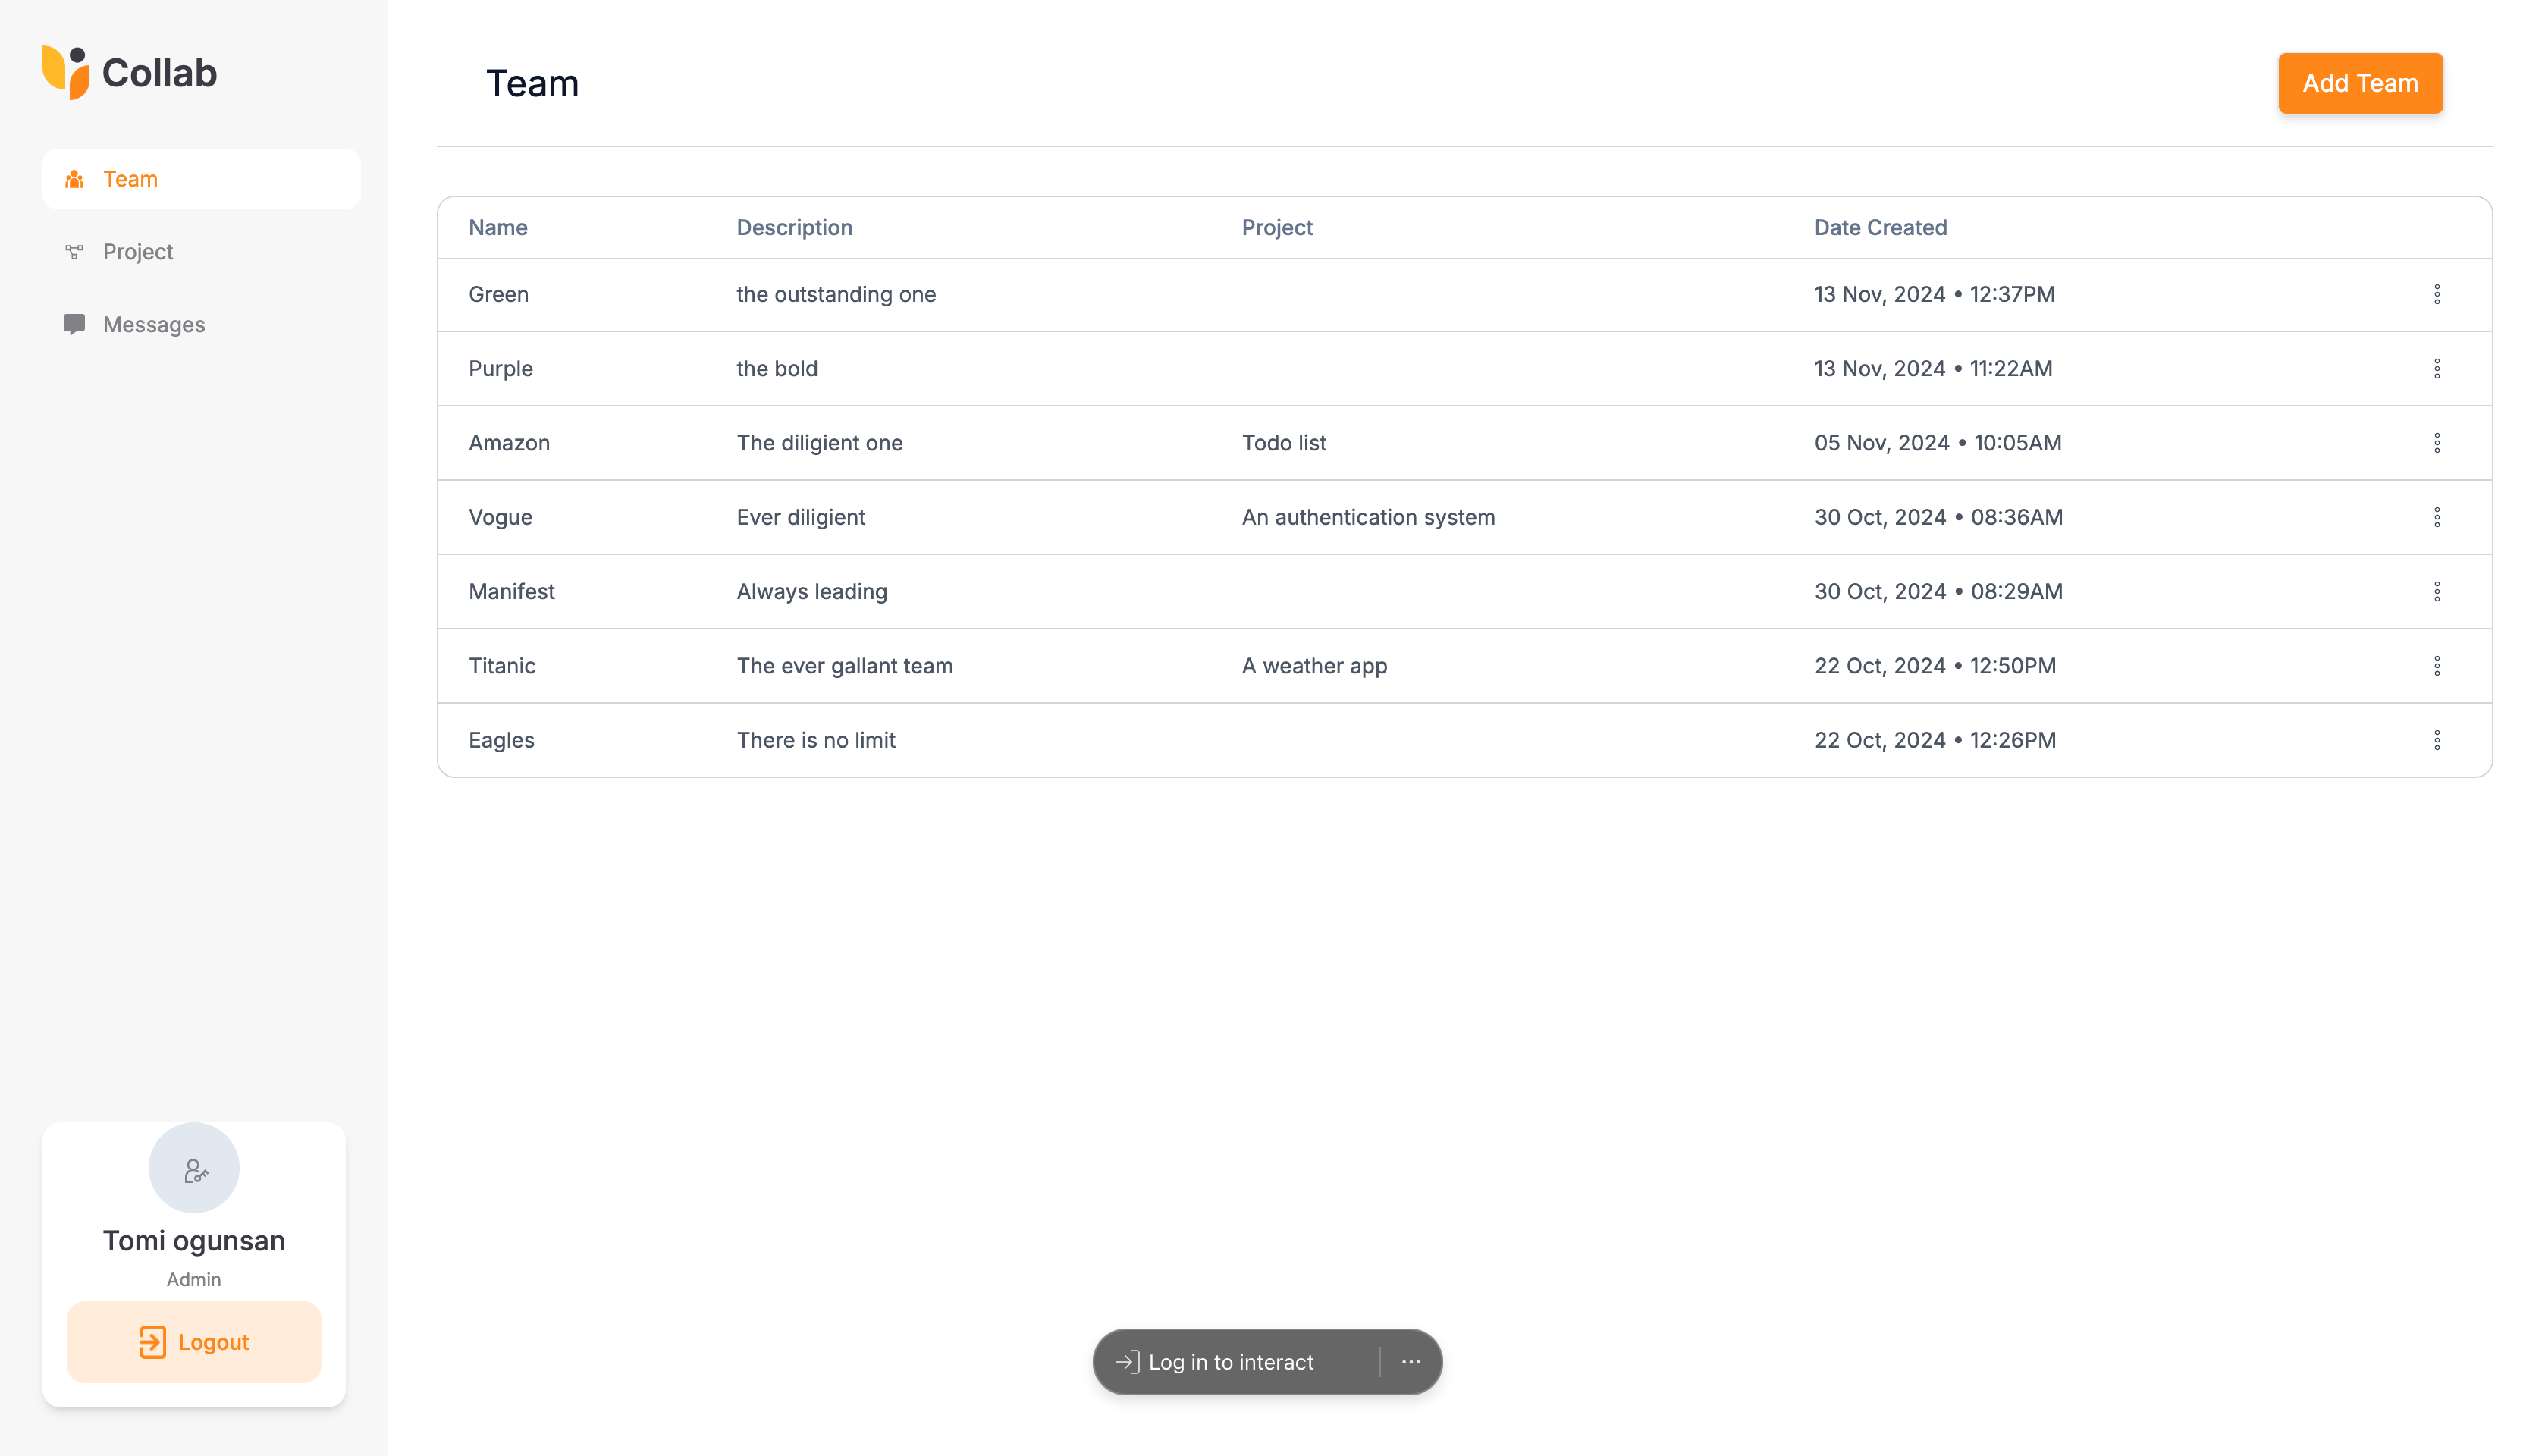 Collab
Team
Project
Messages
Tomi ogunsan
Admin
Logout
Team
Add Team
Name Description Project Date Created
Green the outstanding one 13 Nov, 2024 • 12:37PM
Purple the bold 13 Nov, 2024 • 11:22AM
Amazon The diligient one Todo list 05 Nov, 2024 • 10:05AM
Vogue Ever diligient An authentication system 30 Oct, 2024 • 08:36AM
Manifest Always leading 30 Oct, 2024 • 08:29AM
Titanic The ever gallant team A weather app 22 Oct, 2024 • 12:50PM
Eagles There is no limit 22 Oct, 2024 • 12:26PM
Log in to interact